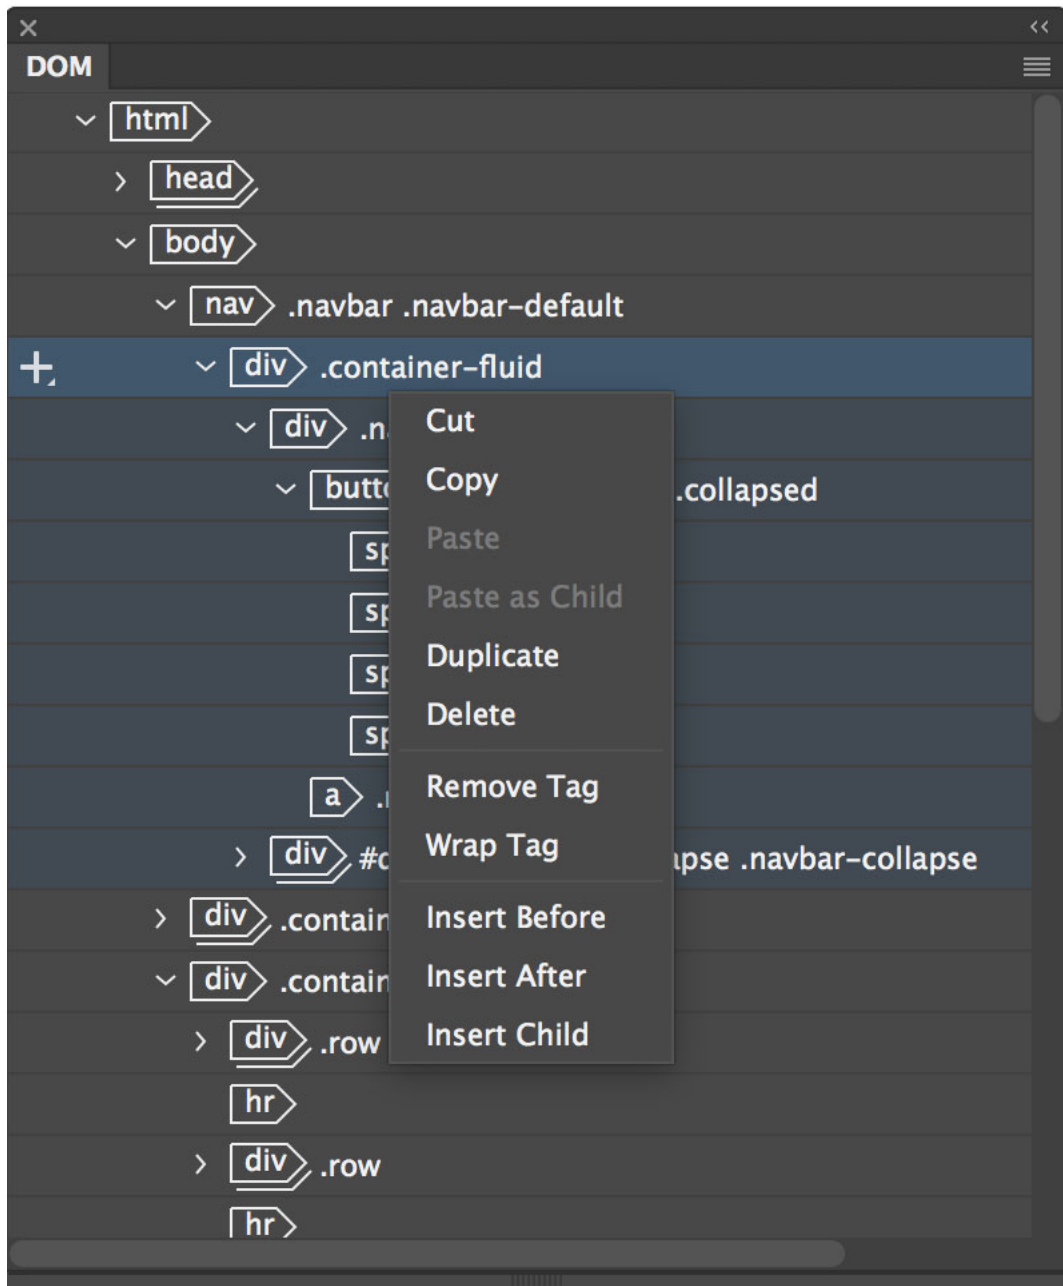 DOM
html
head
body
nav .navbar .navbar-default
div .container-fluid
div
.collapsed
a
div .navbar-collapse
div
div
div .row
hr
div .row
hr
Cut
Copy
Paste
Paste as Child
Duplicate
Delete
Remove Tag
Wrap Tag
Insert Before
Insert After
Insert Child